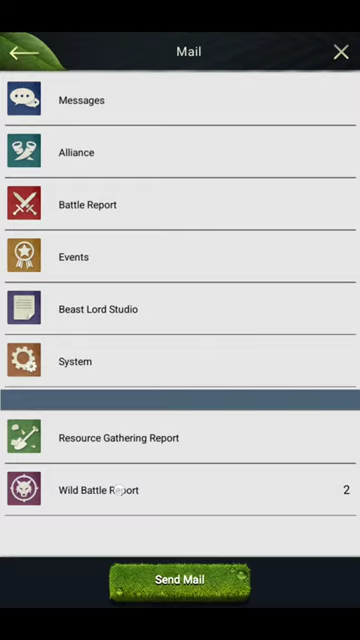 Mail
Messages
Alliance
Battle Report
Events
Beast Lord Studio
System
Resource Gathering Report
Wild Battle Report 2
Send Mail